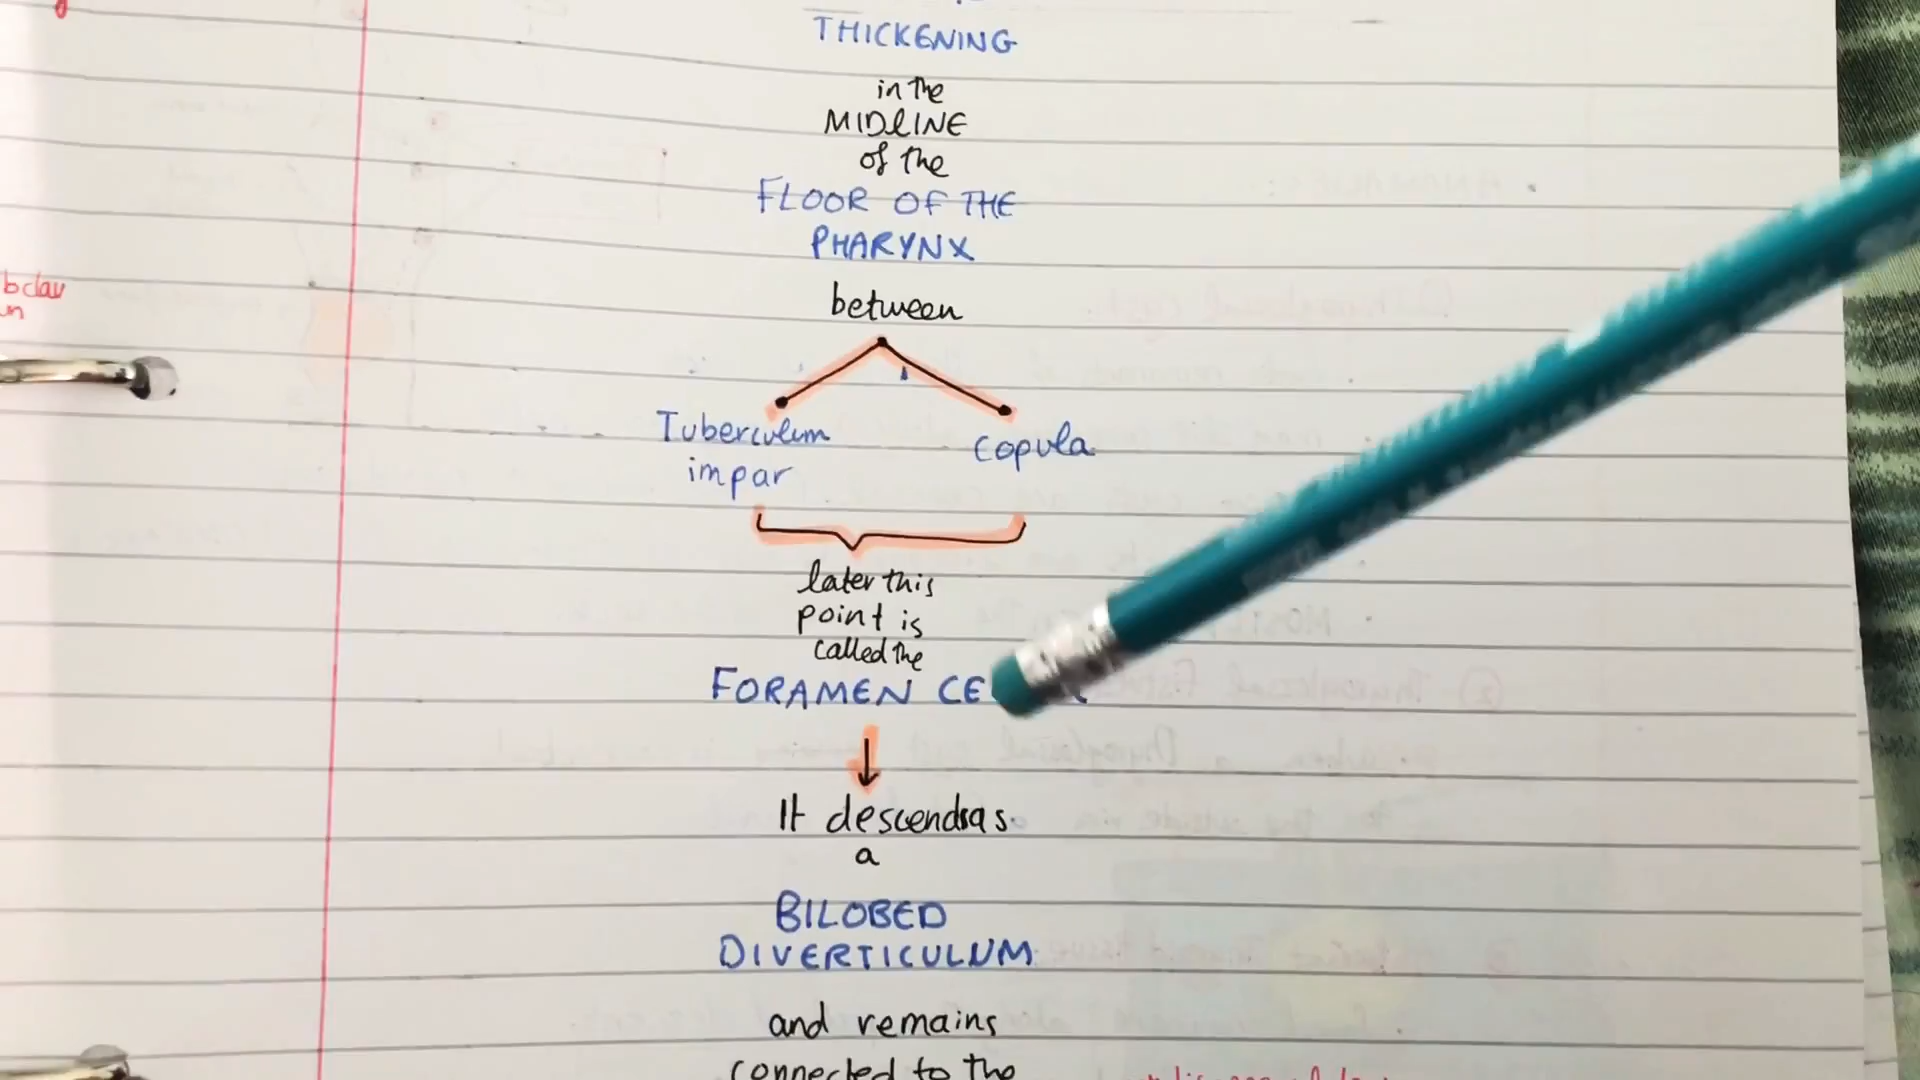 THICKENING
in the
MIDLINE
of the
FLOOR OF THE
PHARYNX
between
Tuberculum
impar
copula
later this
point is
called the
FORAMEN CE
It descends as
a
BILOBED
DIVERTICULUM
and remains
connected to the